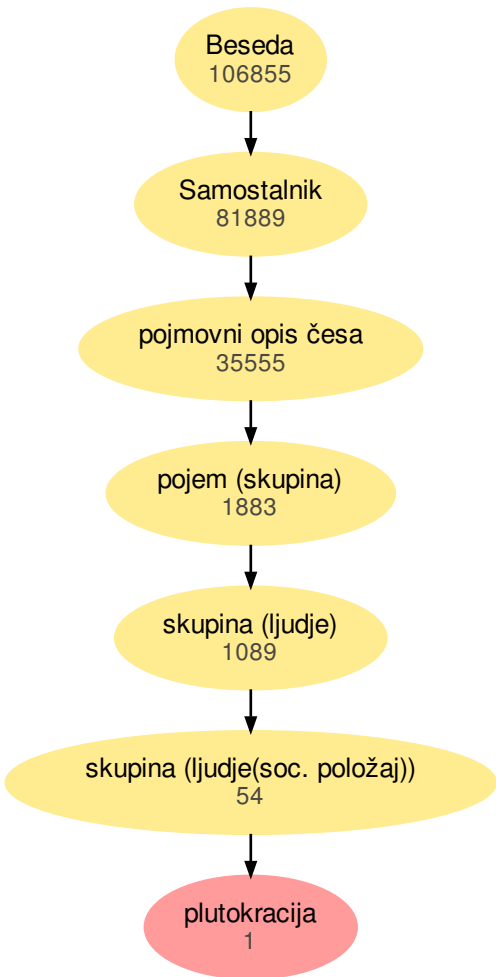 Beseda
106855
Samostalnik
81889
pojmovni opis česa
35555
pojem (skupina)
1883
skupina (ljudje)
1089
skupina (ljudje(soc. položaj))
54
plutokracija
1